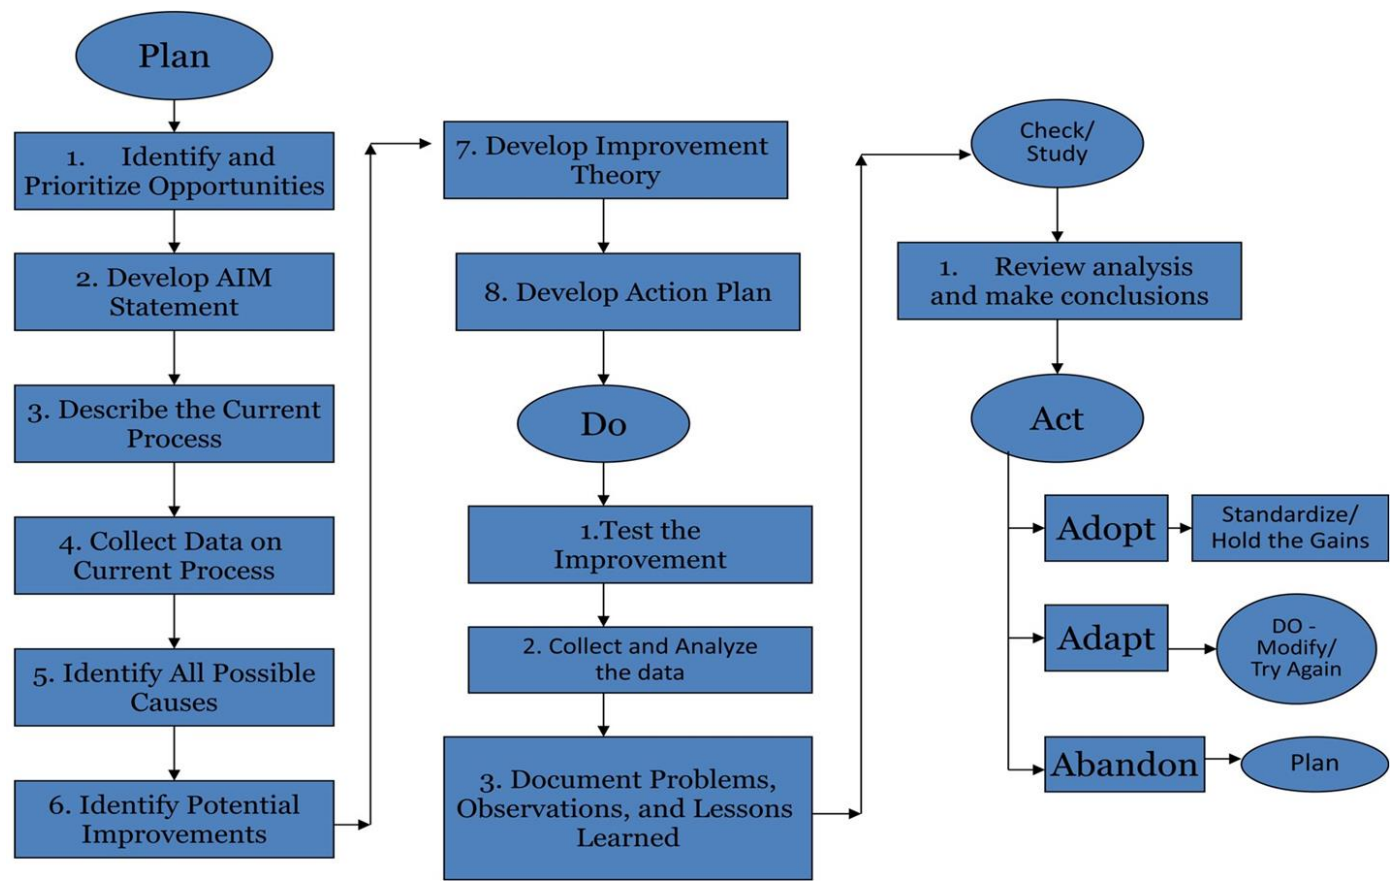 Plan
1. Identify and
Prioritize Opportunities
2. Develop AIM
Statement
3. Describe the Current
Process
4. Collect Data on
Current Process
5. Identify All Possible
Causes
6. Identify Potential
Improvements
7. Develop Improvement
Theory
8. Develop Action Plan
Do
1.Test the
Improvement
2. Collect and Analyze
the data
3. Document Problems,
Observations, and Lessons
Learned
Check/
Study
1. Review analysis
and make conclusions
Act
Adopt
Standardize/
Hold the Gains
Adapt
DO -
Modify/
Try Again
Abandon
Plan